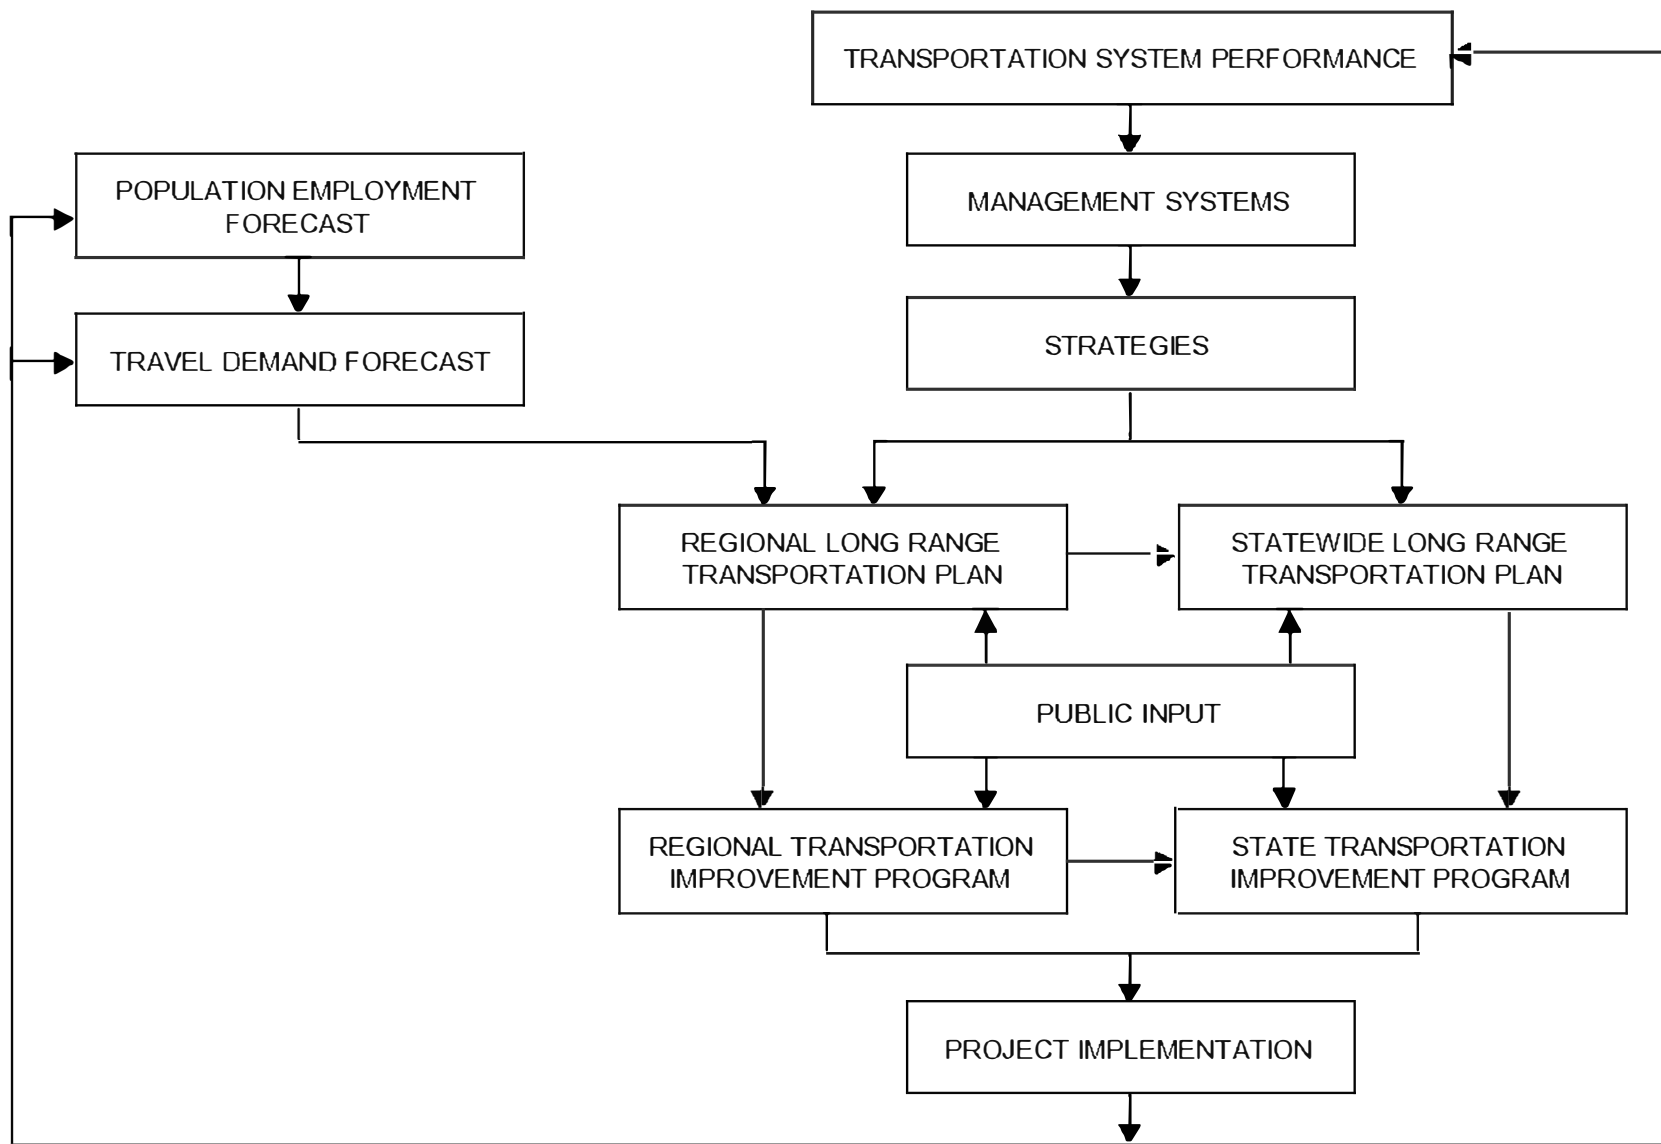 TRANSPORTATION SYSTEM PERFORMANCE
POPULATION EMPLOYMENT
FORECAST
MANAGEMENT SYSTEMS
TRAVEL DEMAND FORECAST
STRATEGIES
REGIONAL LONG RANGE
TRANSPORTATION PLAN
STATEWIDE LONG RANGE
TRANSPORTATION PLAN
PUBLIC INPUT
REGIONAL TRANSPORTATION
IMPROVEMENT PROGRAM
STATE TRANSPORTATION
IMPROVEMENT PROGRAM
PROJECT IMPLEMENTATION